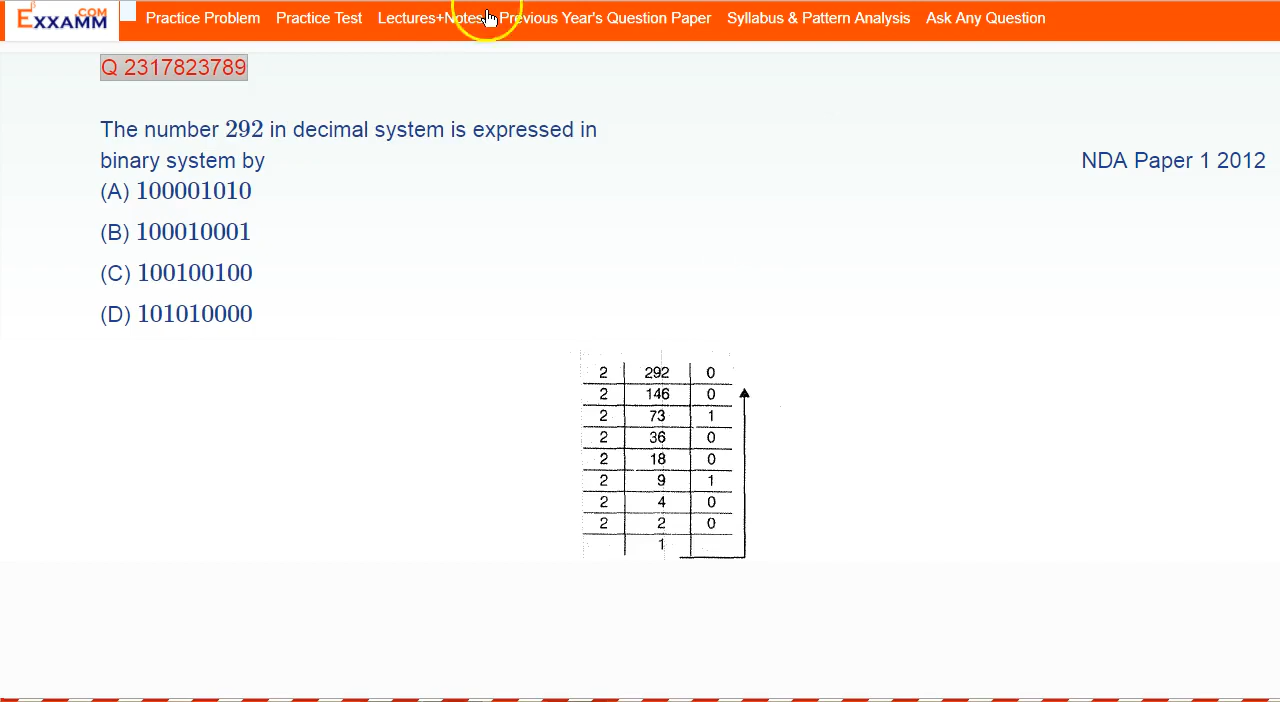 EXXAMM .COM
Practice Problem Practice Test Lectures+Notes Previous Year's Question Paper Syllabus & Pattern Analysis Ask Any Question
Q 2317823789
The number 292 in decimal system is expressed in
binary system by
NDA Paper 1 2012
(A) 100001010
(B) 100010001
(C) 100100100
(D) 101010000
2 292 0
2 146 0
2 73 1
2 36 0
2 18 0
2 9 1
2 4 0
2 2 0
1